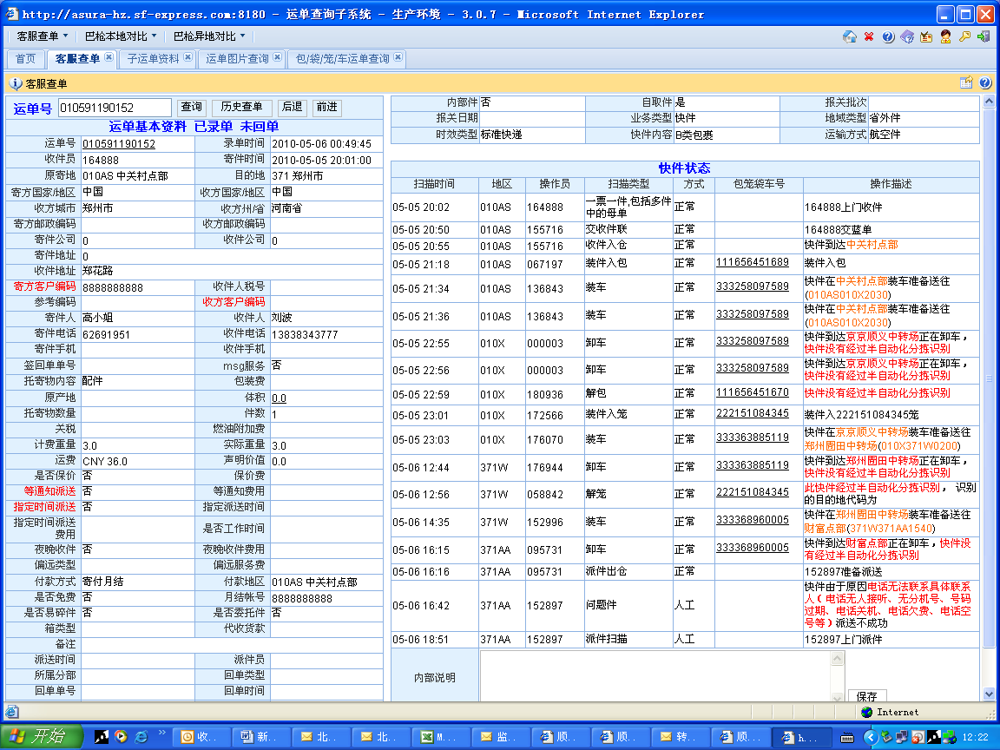 http://asura-hz.sf-express.com:8180 - 运单查询子系统 - 生产环境 - 3.0.7 - Microsoft Internet Explorer
客服查单 巴枪本地对比 巴枪异地对比
首页 客服查单 子运单资料 运单图片查询 包/袋/笼/车运单查询
客服查单
运单号 010591190152 查询 历史查单 后退 前进
运单基本资料 已录单 未回单
运单号 010591190152 录单时间 2010-05-06 00:49:45
收件员 164888 寄件时间 2010-05-05 20:01:00
原寄地 010AS 中关村点部 目的地 371 郑州市
寄方国家/地区 中国 收方国家/地区 中国
收方城市 郑州市 收方州/省 河南省
寄方邮政编码 收方邮政编码
寄件公司 0 收件公司 0
寄件地址 0
收件地址 郑花路
寄方客户编码 8888888888 收件人税号
参考编码 收方客户编码
寄件人 高小姐 收件人 刘波
寄件电话 62691951 收件电话 13838343777
寄件手机 收件手机
签回单单号 msg服务 否
托寄物内容 配件 包装费
原产地 体积 0.0
托寄物数量 件数 1
关税 燃油附加费
计费重量 3.0 实际重量 3.0
运费 CNY 36.0 声明价值 0.0
是否保价 否 保价费
等通知派送 否 等通知费用
指定时间派送 否 指定派送时间
指定时间派送费用 是否工作时间
夜晚收件 否 夜晚收件费用
偏远类型 偏远服务费
付款方式 寄付月结 付款地区 010AS 中关村点部
是否免费 否 月结帐号 8888888888
是否易碎件 否 是否委托件 否
箱类型 代收货款
备注
派送时间 派件员
所属分部 回单类型
回单单号 回单时间
内部件 否 自取件 是 报关批次
报关日期 业务类型 快件 地域类型 省外件
时效类型 标准快递 快件内容 B类包裹 运输方式 航空件
快件状态
扫描时间 地区 操作员 扫描类型 方式 包笼袋车号 操作描述
05-05 20:02 010AS 164888 一票一件,包括多件中的母单 正常 164888上门收件
05-05 20:50 010AS 155716 交收件联 正常 164888交蓝单
05-05 20:55 010AS 155716 收件入仓 正常 快件到达中关村点部
05-05 21:18 010AS 067197 装件入包 正常 111656451689 装件入包
05-05 21:34 010AS 136843 装车 正常 333258097589 快件在中关村点部装车准备送往(010AS010X2030)
05-05 21:36 010AS 136843 装车 正常 333258097589 快件在中关村点部装车准备送往(010AS010X2030)
05-05 22:55 010X 000003 卸车 正常 333258097589 快件到达京京顺义中转场正在卸车，快件没有经过半自动化分拣识别
05-05 22:56 010X 000003 卸车 正常 333258097589 快件到达京京顺义中转场正在卸车，快件没有经过半自动化分拣识别
05-05 22:59 010X 180936 解包 正常 111656451670 快件没有经过半自动化分拣识别
05-05 23:01 010X 172566 装件入笼 正常 222151084345 装件入222151084345笼
05-05 23:03 010X 176070 装车 正常 333363885119 快件在京京顺义中转场装车准备送往郑州圃田中转场(010X371W0200)
05-06 12:44 371W 176944 卸车 正常 333363885119 快件到达郑州圃田中转场正在卸车，快件没有经过半自动化分拣识别
05-06 12:56 371W 058842 解笼 正常 222151084345 此快件经过半自动化分拣识别， 识别的目的地代码为
05-06 14:35 371W 152996 装车 正常 333368960005 快件在郑州圃田中转场装车准备送往财富点部(371W371AA1540)
05-06 16:15 371AA 095731 卸车 正常 333368960005 快件到达财富点部正在卸车，快件没有经过半自动化分拣识别
05-06 16:16 371AA 095731 派件出仓 正常 152897准备派送
05-06 16:42 371AA 152897 问题件 人工 快件由于原因电话无法联系具体联系人（电话无人接听、无分机号、号码过期、电话关机、电话欠费、电话空号等）派送不成功
05-06 18:51 371AA 152897 派件扫描 人工 152897上门派件
内部说明 保存
Internet
开始 收... 新... 北... 北... M... 监... 顺... 顺... 转... 顺... h... 12:22